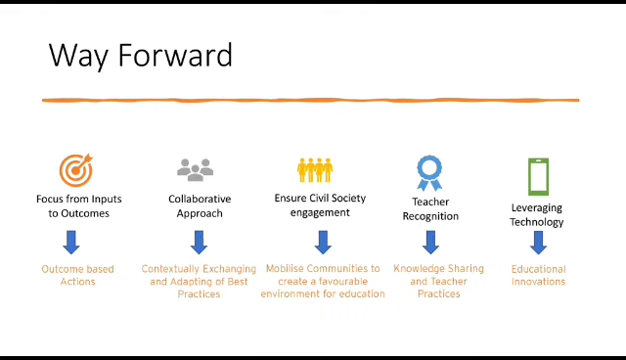 Way Forward
Focus from Inputs
to Outcomes
Collaborative
Approach
Ensure Civil Society
engagement
Teacher
Recognition
Leveraging
Technology
Outcome based
Actions
Contextually Exchanging
and Adapting of Best
Practices
Mobilise Communities to
create a favourable
environment for education
Knowledge Sharing
and Teacher
Practices
Educational
Innovations